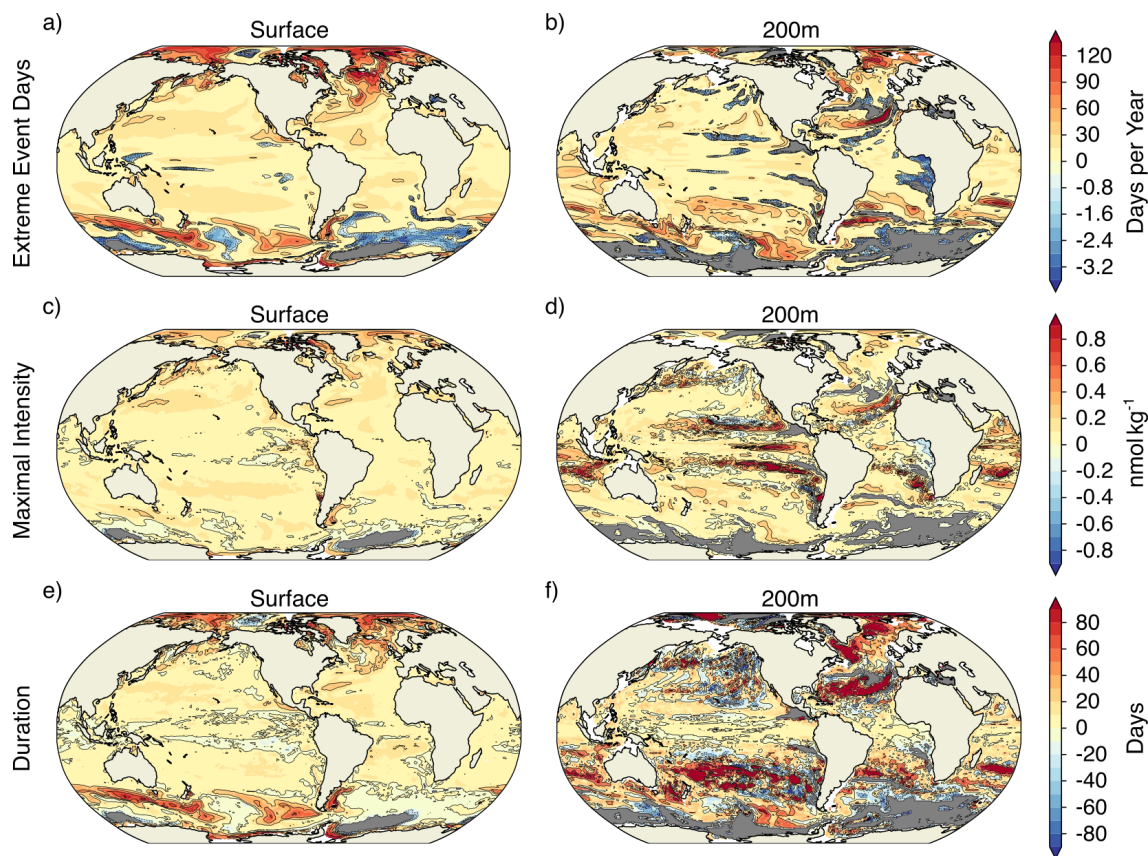 a) Surface
b) 200m
Extreme Event Days
120
90
60
30
0
-0.8
-1.6
-2.4
-3.2
Days per Year
c) Surface
d) 200m
Maximal Intensity
0.8
0.6
0.4
0.2
0
-0.2
-0.4
-0.6
-0.8
nmol kg⁻¹
e) Surface
f) 200m
Duration
80
60
40
20
0
-20
-40
-60
-80
Days